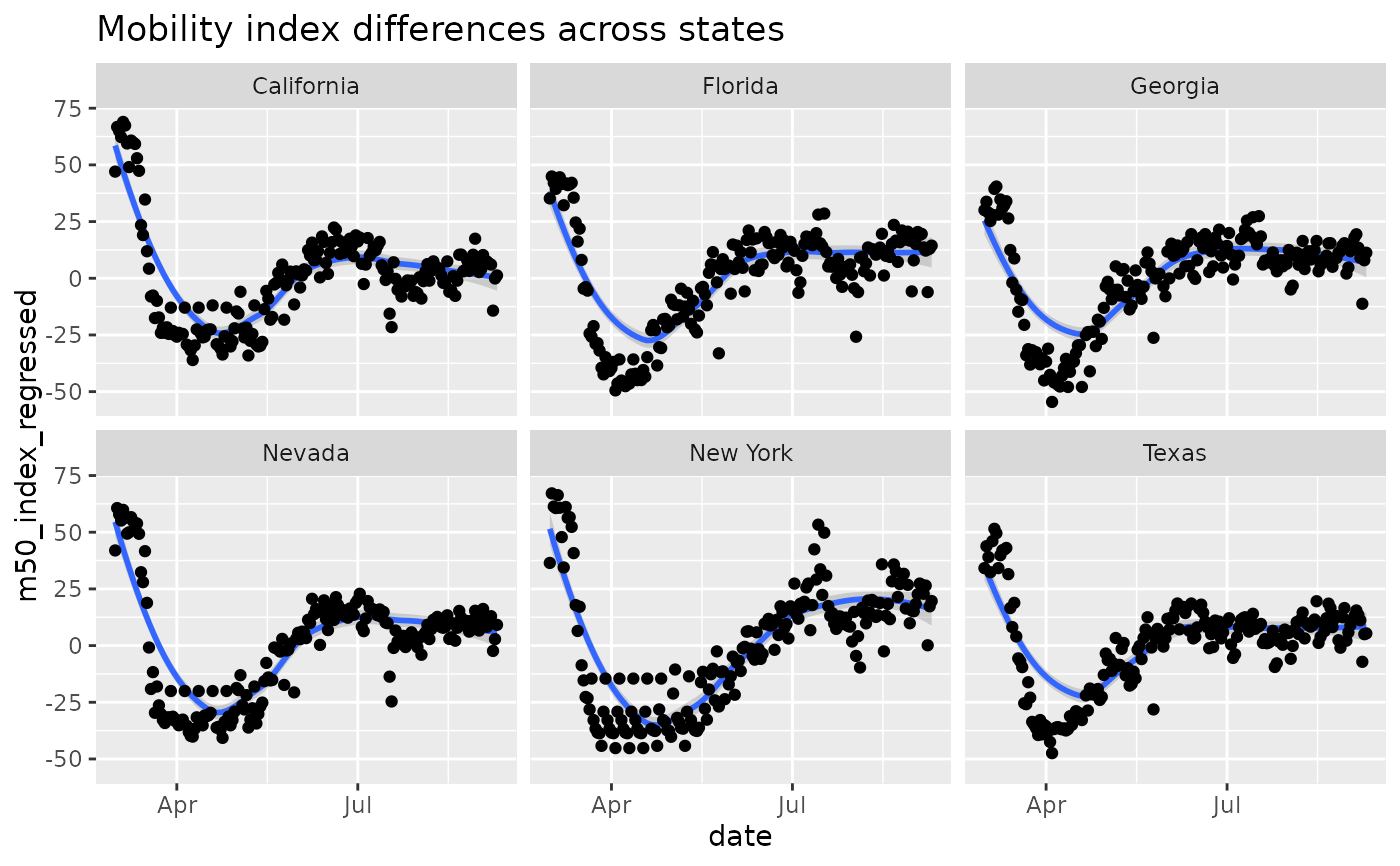 Mobility index differences across states
California Florida Georgia
75
50
25
0
-25
-50
Nevada New York Texas
75
50
25
0
-25
-50
m50_index_regressed
Apr Jul Apr Jul Apr Jul
date